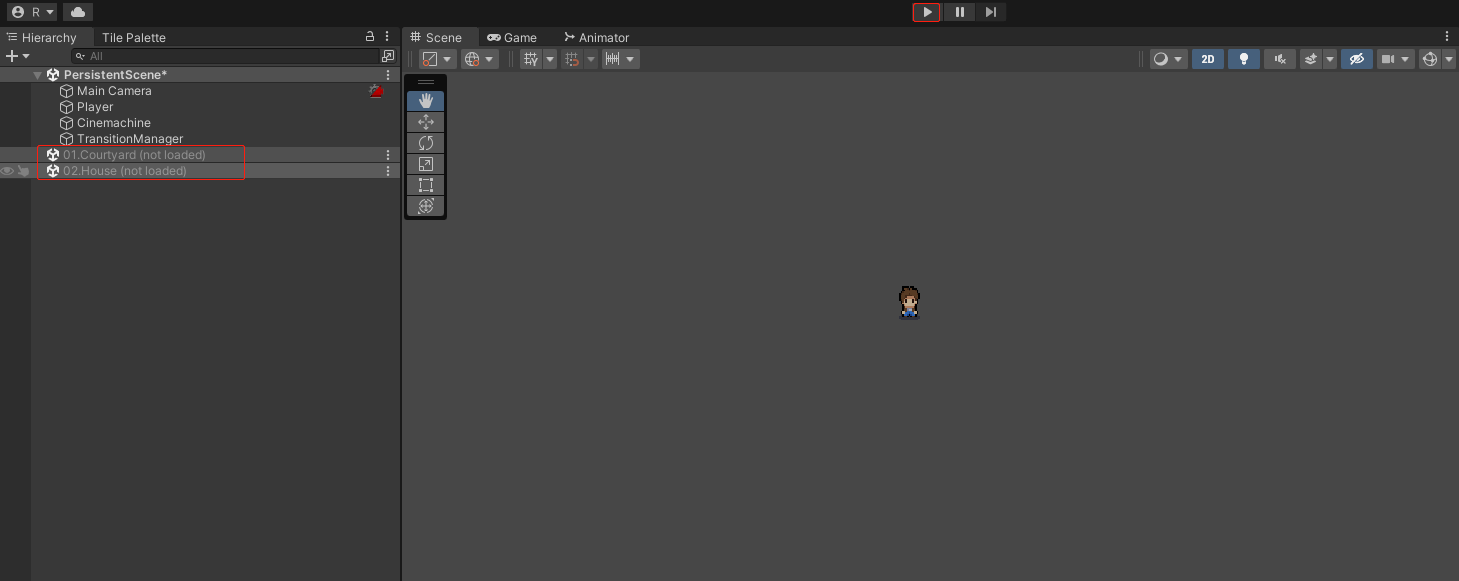 R
Hierarchy Tile Palette Scene Game Animator
All 2D
PersistentScene*
Main Camera
Player
Cinemachine
TransitionManager
01.Courtyard (not loaded)
02.House (not loaded)